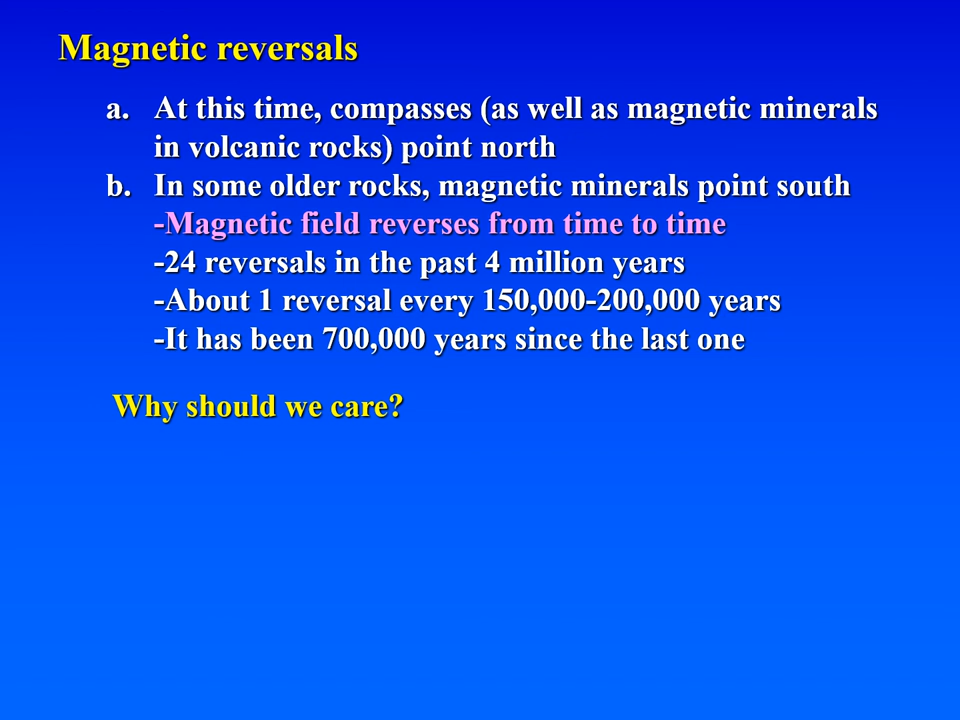 Magnetic reversals
a. At this time, compasses (as well as magnetic minerals
in volcanic rocks) point north
b. In some older rocks, magnetic minerals point south
-Magnetic field reverses from time to time
-24 reversals in the past 4 million years
-About 1 reversal every 150,000-200,000 years
-It has been 700,000 years since the last one
Why should we care?